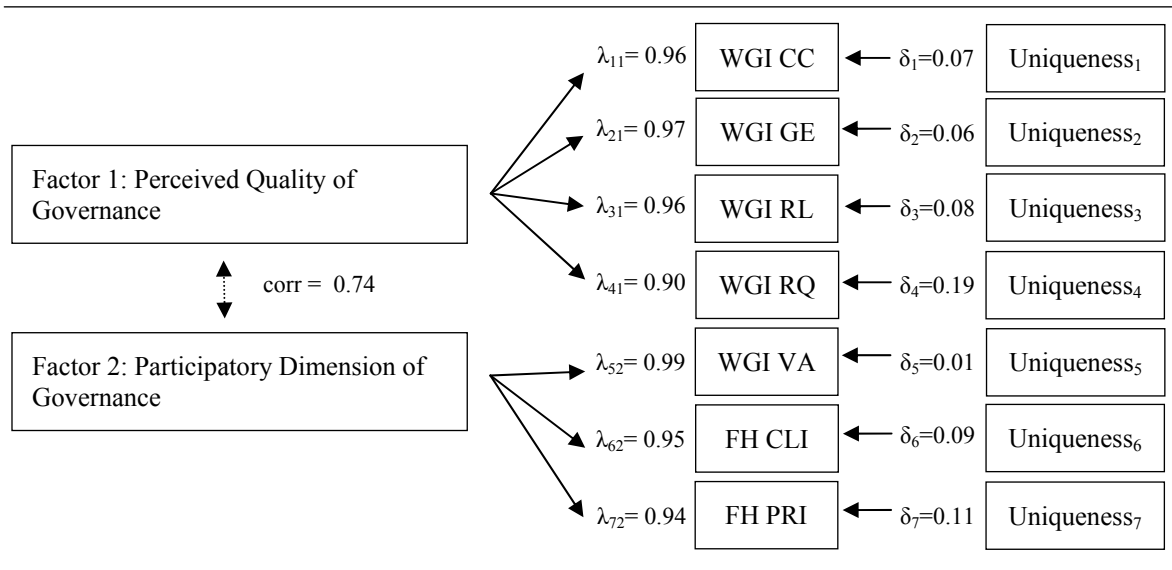 λ11= 0.96 WGI CC δ1=0.07 Uniqueness1
λ21= 0.97 WGI GE δ2=0.06 Uniqueness2
Factor 1: Perceived Quality of
Governance
λ31= 0.96 WGI RL δ3=0.08 Uniqueness3
corr = 0.74
λ41= 0.90 WGI RQ δ4=0.19 Uniqueness4
Factor 2: Participatory Dimension of
Governance
λ52= 0.99 WGI VA δ5=0.01 Uniqueness5
λ62= 0.95 FH CLI δ6=0.09 Uniqueness6
λ72= 0.94 FH PRI δ7=0.11 Uniqueness7